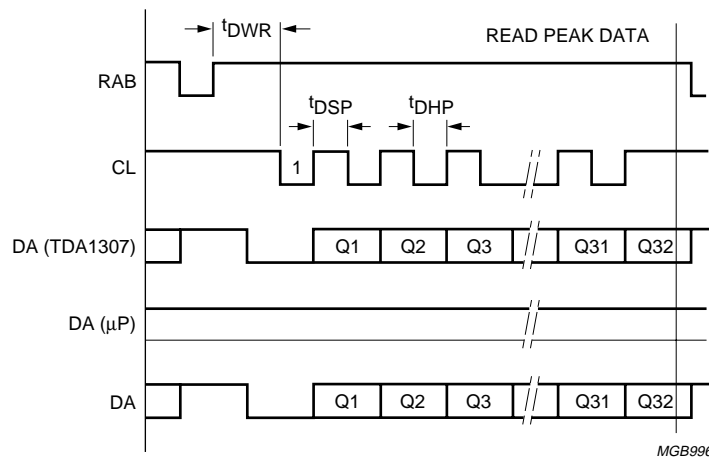 tDWR
READ PEAK DATA
RAB
tDSP
tDHP
CL
1
DA (TDA1307)
Q1
Q2
Q3
Q31
Q32
DA (μP)
DA
Q1
Q2
Q3
Q31
Q32
MGB996